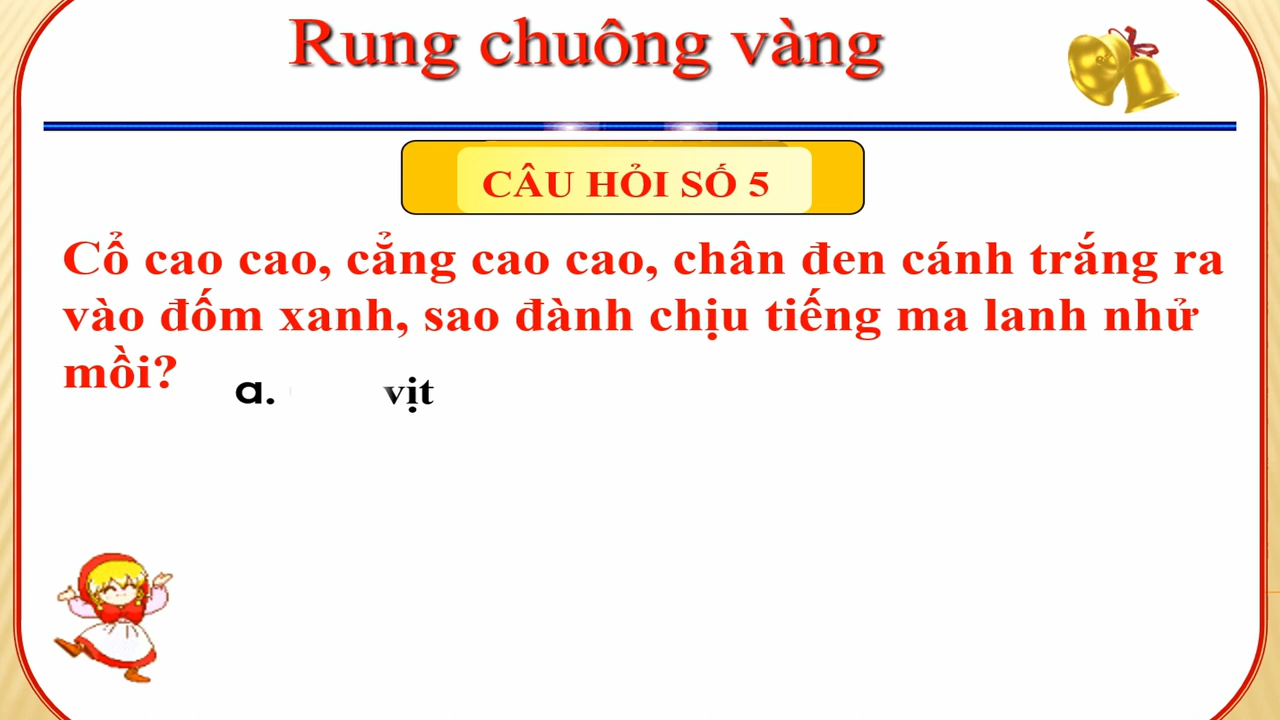 Rung chuông vàng
CÂU HỎI SỐ 5
Cổ cao cao, cẳng cao cao, chân đen cánh trắng ra
vào đốm xanh, sao đành chịu tiếng ma lanh nhử
mồi?
a. vịt